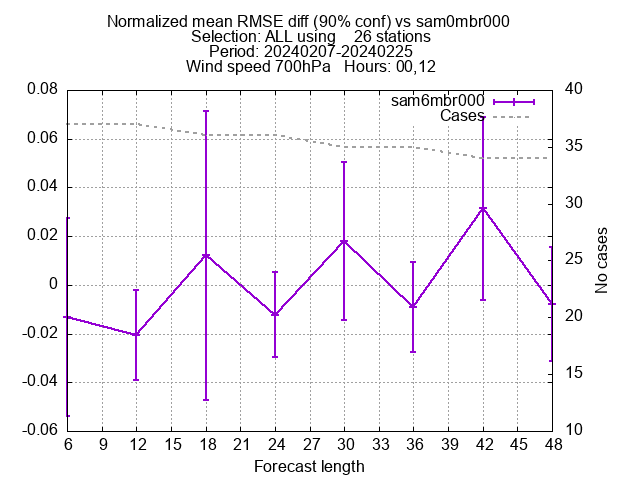 Normalized mean RMSE diff (90% conf) vs sam0mbr000
Selection: ALL using    26 stations
Period: 20240207-20240225
Wind speed 700hPa   Hours: 00,12
sam6mbr000
Cases
0.08
0.06
0.04
0.02
0
-0.02
-0.04
-0.06
40
35
30
25
20
15
10
No cases
6 9 12 15 18 21 24 27 30 33 36 39 42 45 48
Forecast length